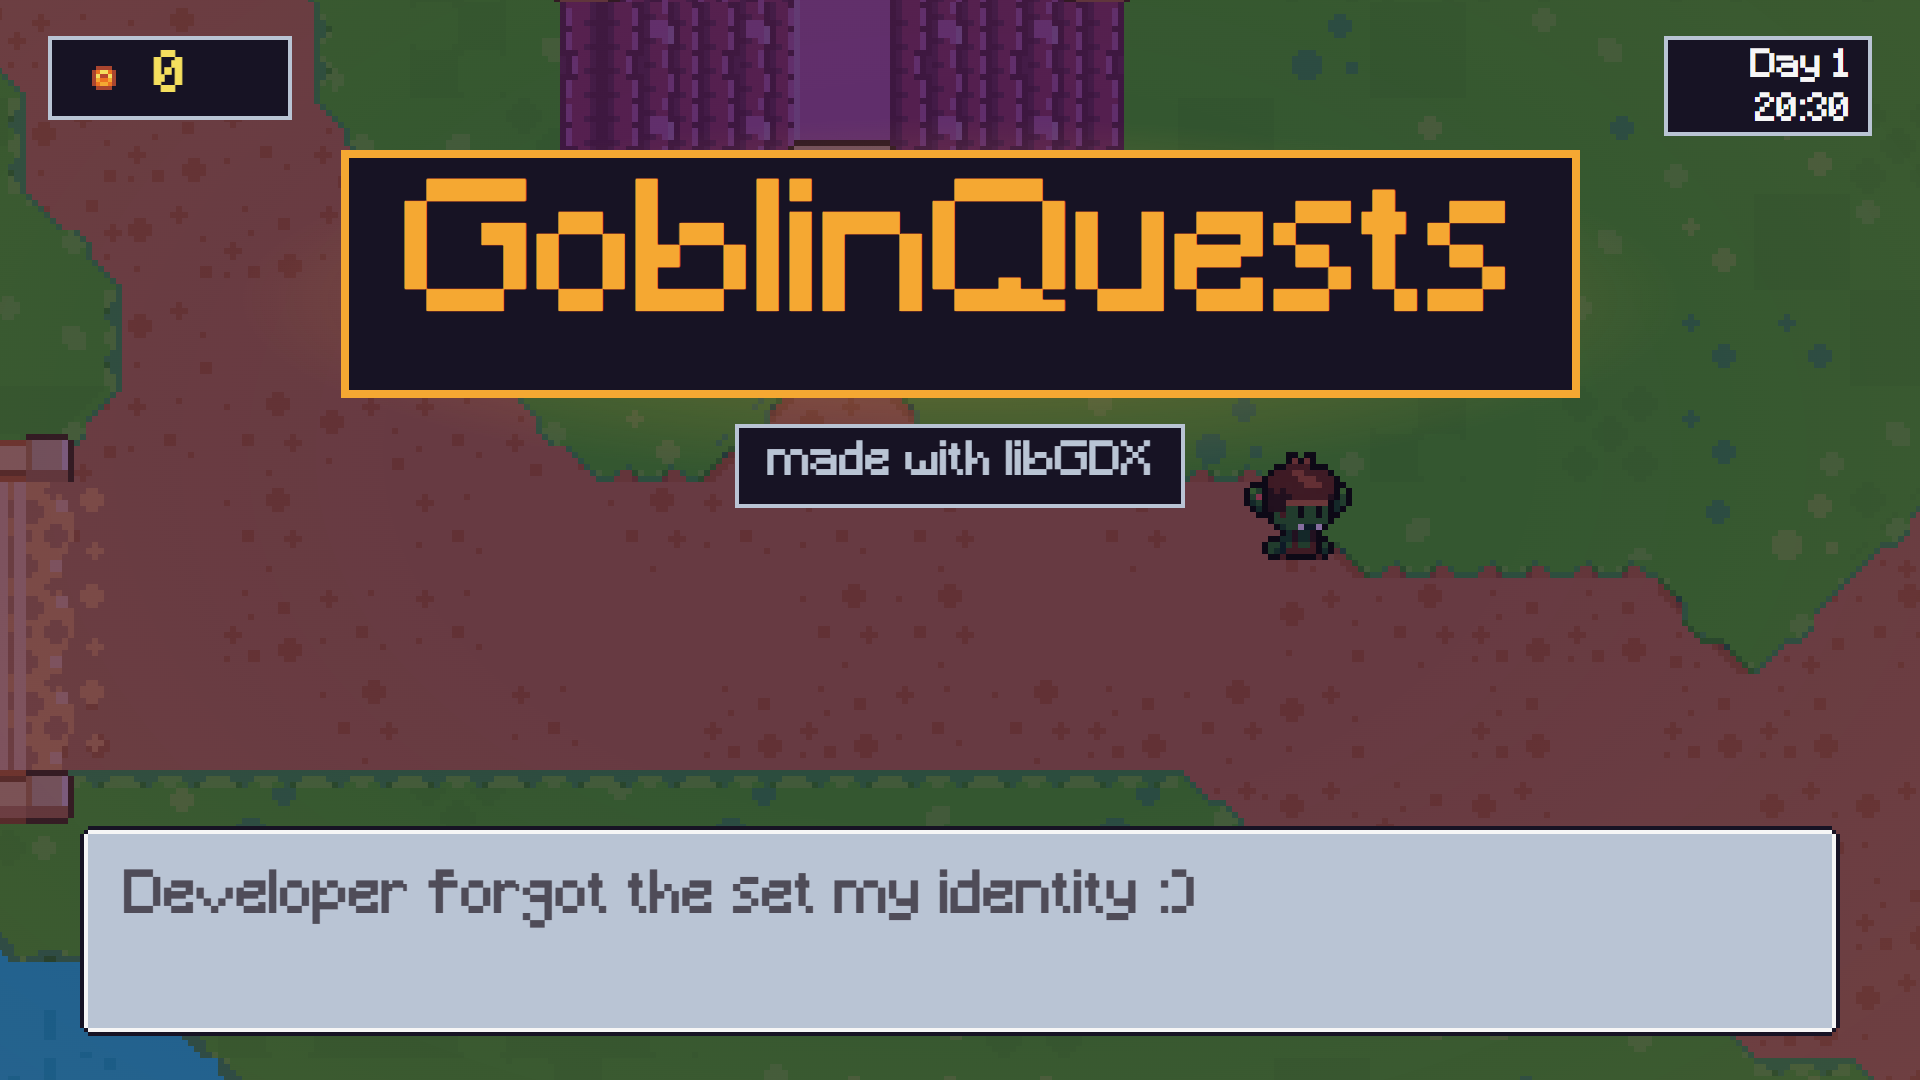 0
Day 1
20:30
GoblinQuests
made with libGDX
Developer forgot the set my identity :)